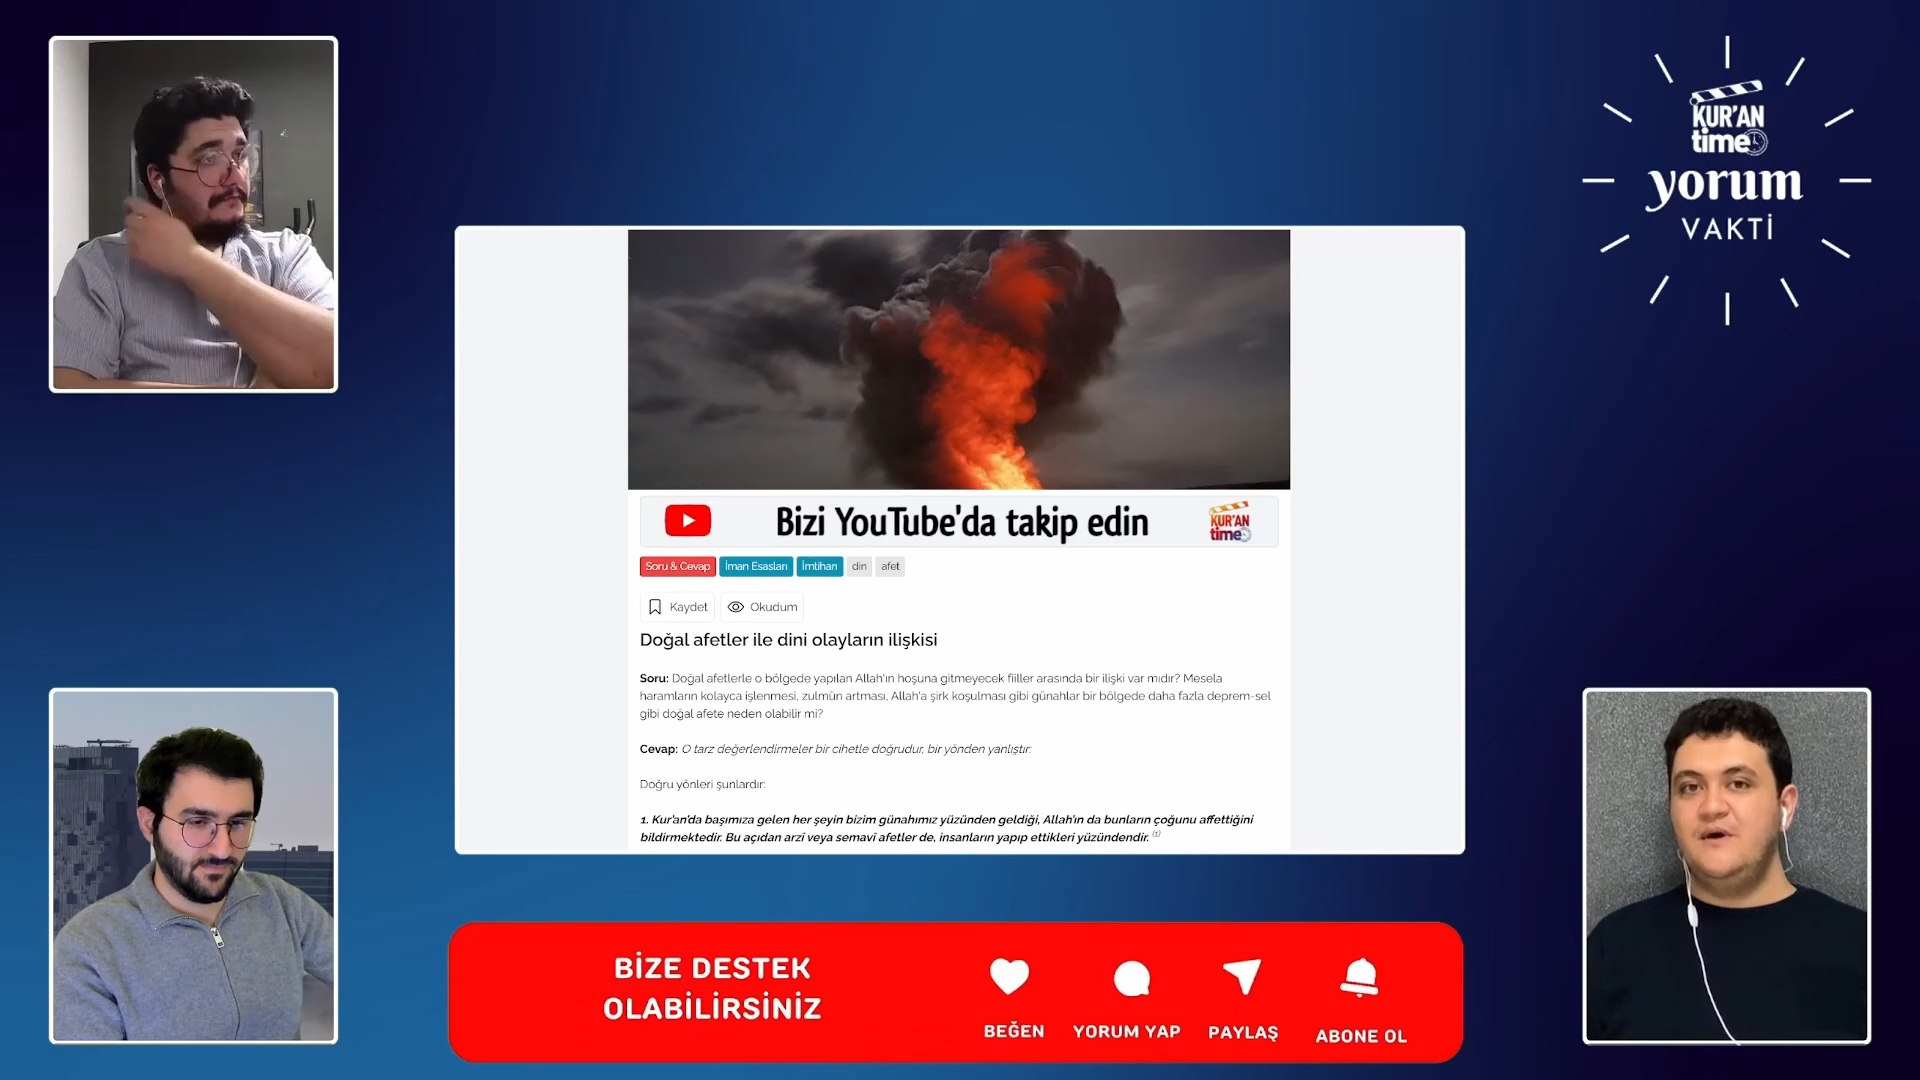 KUR'AN
time
yorum
VAKTİ
Bizi YouTube'da takip edin
KUR'AN
time
Soru & Cevap
İman Esasları
İmtihan
din
afet
Kaydet
Okudum
Doğal afetler ile dini olayların ilişkisi
Soru: Doğal afetlerle o bölgede yapılan Allah'ın hoşuna gitmeyecek fiiller arasında bir ilişki var mıdır? Mesela
haramların kolayca işlenmesi, zulmün artması, Allah'a şirk koşulması gibi günahlar bir bölgede daha fazla deprem-sel
gibi doğal afete neden olabilir mi?
Cevap: O tarz değerlendirmeler bir cihetle doğrudur, bir yönden yanlıştır:
Doğru yönleri şunlardır:
1. Kur'an'da başımıza gelen her şeyin bizim günahımız yüzünden geldiği, Allah'ın da bunların çoğunu affettiğini
bildirmektedir. Bu açıdan arzî veya semavî afetler de, insanların yapıp ettikleri yüzündendir. (1)
BİZE DESTEK
OLABİLİRSİNİZ
BEĞEN
YORUM YAP
PAYLAŞ
ABONE OL